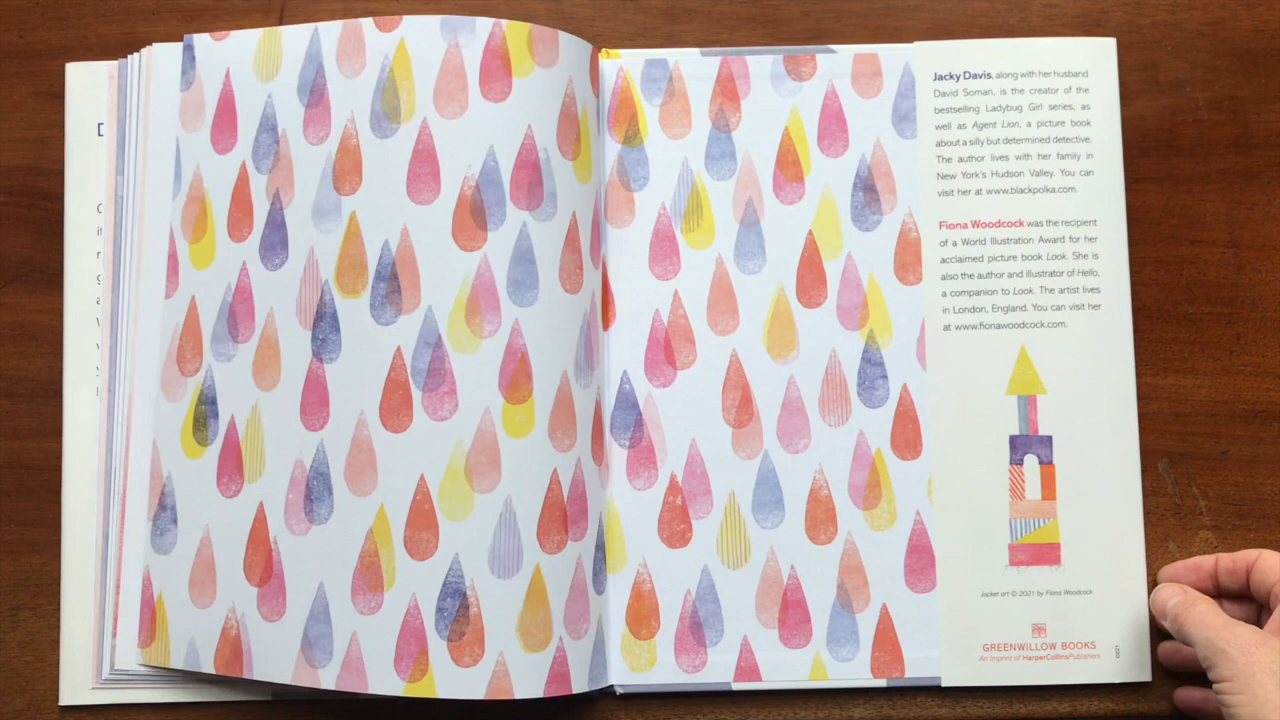 Jacky Davis, along with her husband
David Soman, is the creator of the
bestselling Ladybug Girl series, as
well as Agent Lion, a picture book
about a silly but determined detective.
The author lives with her family in
New York's Hudson Valley. You can
visit her at www.blackpolka.com.
Fiona Woodcock was the recipient
of a World Illustration Award for her
acclaimed picture book Look. She is
also the author and illustrator of Hello,
a companion to Look. The artist lives
in London, England. You can visit her
at www.fionawoodcock.com.
Jacket art © 2021 by Fiona Woodcock
GREENWILLOW BOOKS
An Imprint of HarperCollinsPublishers
0221